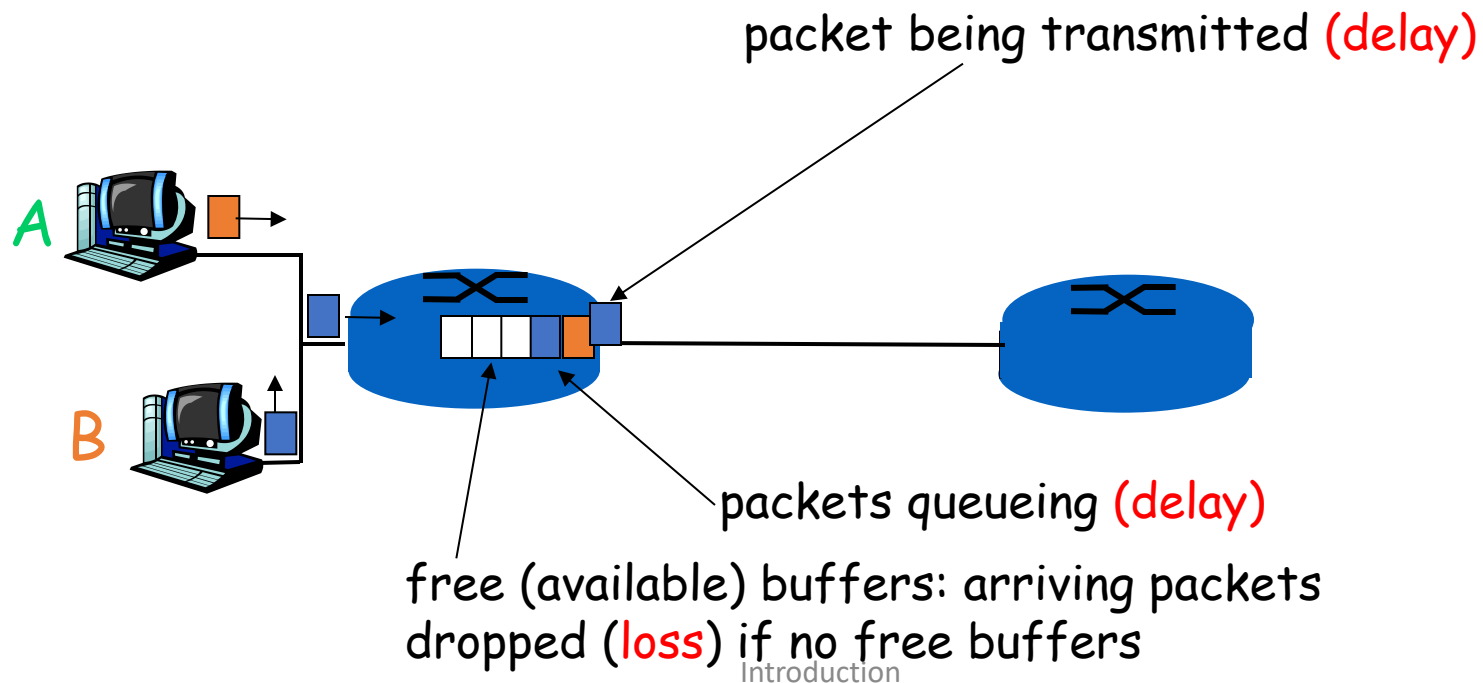 packet being transmitted (delay)
A
B
packets queueing (delay)
free (available) buffers: arriving packets
dropped (loss) if no free buffers
Introduction